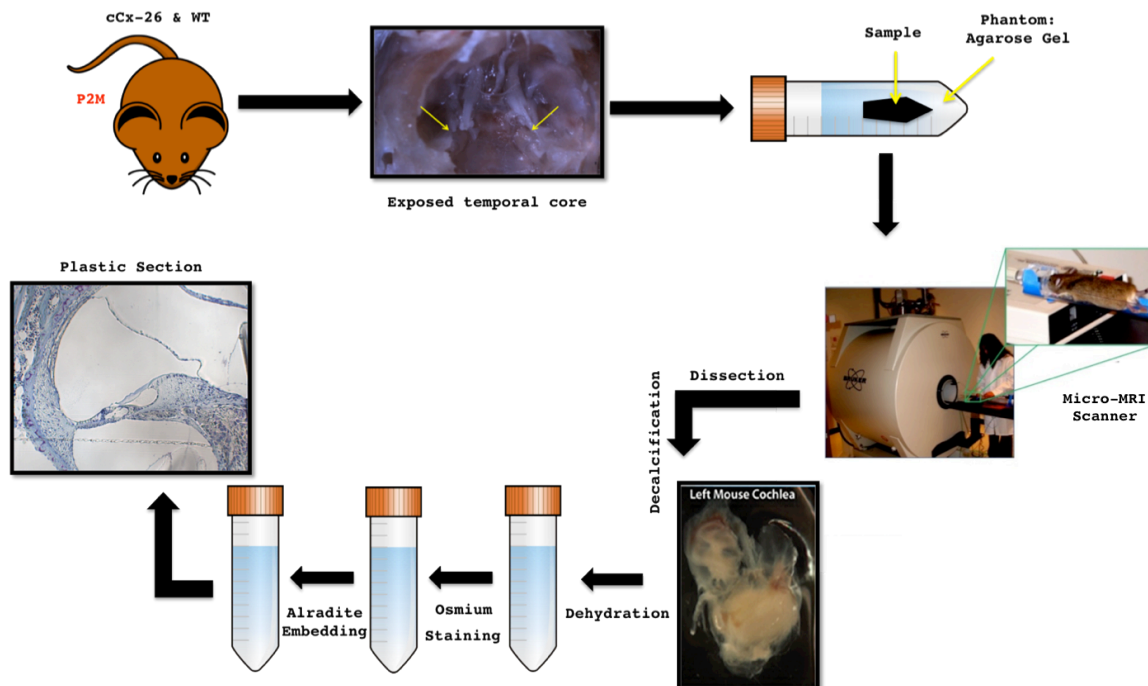 cCx-26 & WT
P2M
Exposed temporal core
Sample
Phantom:
Agarose Gel
BRUKER
Micro-MRI
Scanner
Dissection
Decalcification
Left Mouse Cochlea
Dehydration
Osmium
Staining
Alradite
Embedding
Plastic Section